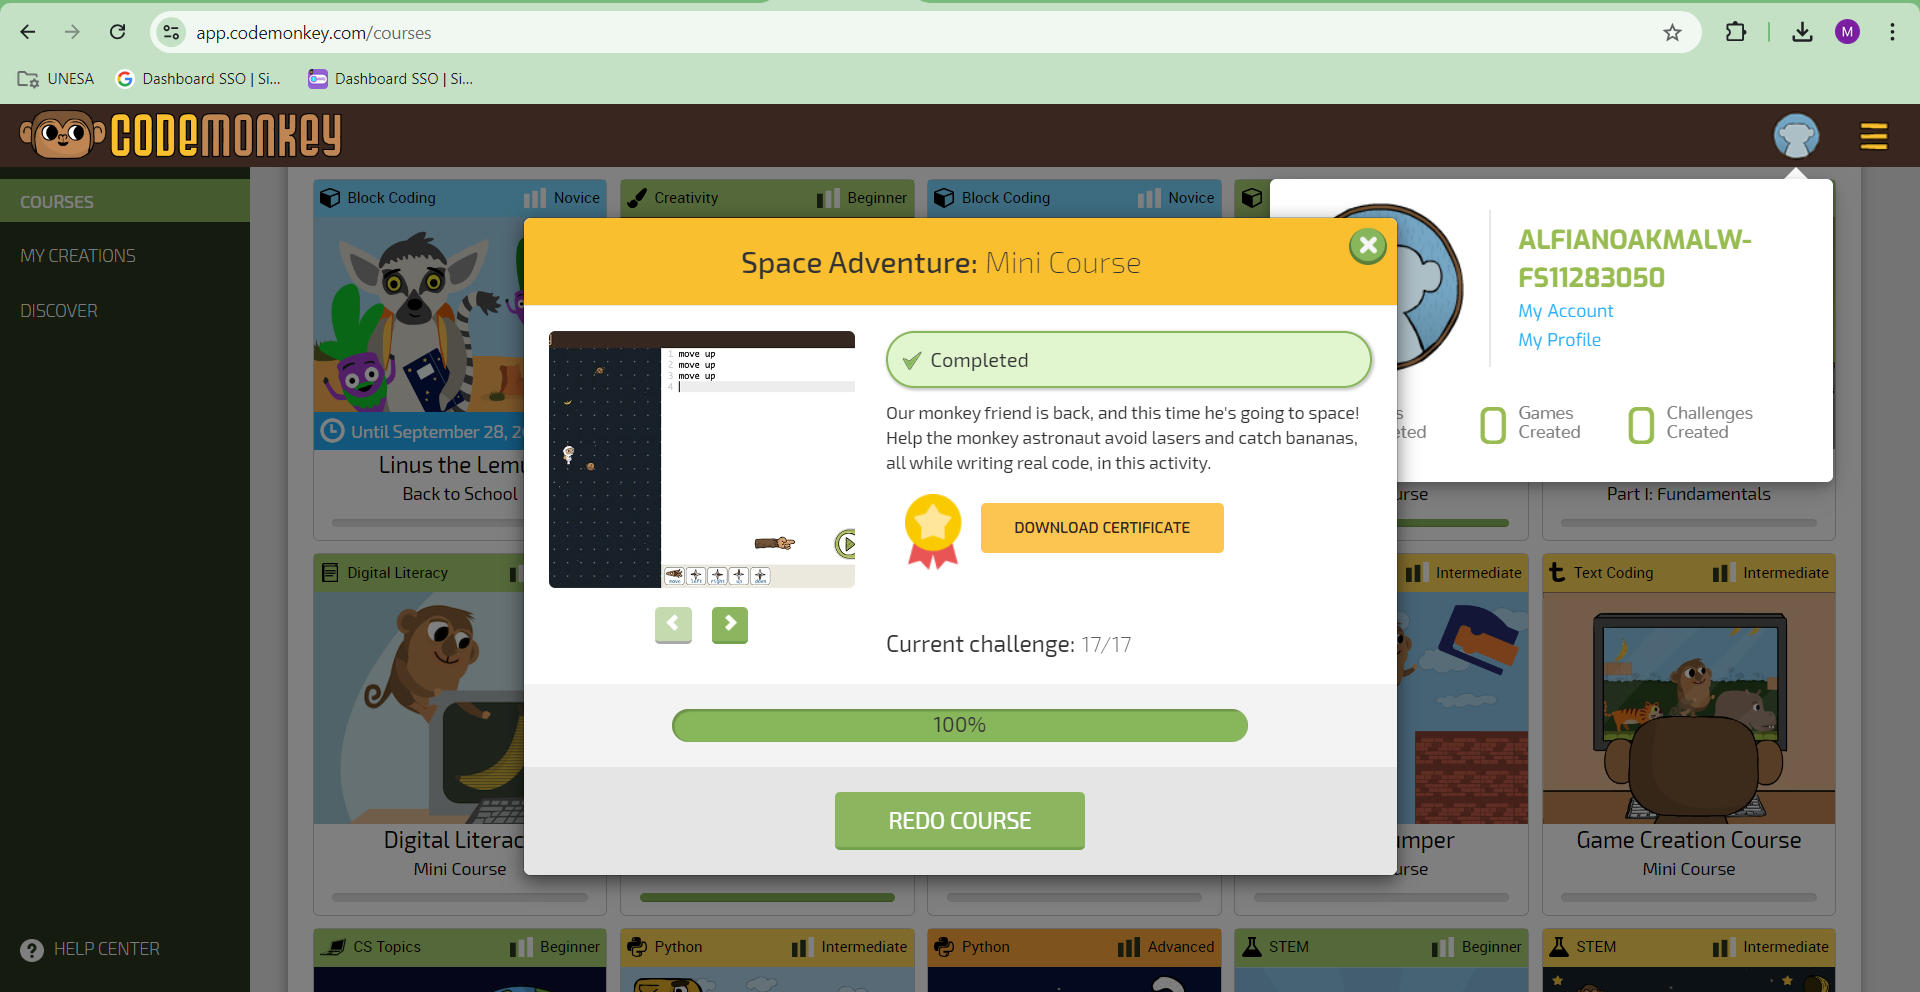 app.codemonkey.com/courses
M
UNESA
Dashboard SSO | Si...
Dashboard SSO | Si...
CODEMONKEY
COURSES
MY CREATIONS
DISCOVER
HELP CENTER
Block Coding
Novice
Creativity
Beginner
Block Coding
Novice
ALFIANOAKMALW-
FS11283050
My Account
My Profile
Games
Created
0
Challenges
Created
0
Space Adventure: Mini Course
1 move up
2 move up
3 move up
4
move
left
right
up
down
Completed
Our monkey friend is back, and this time he's going to space!
Help the monkey astronaut avoid lasers and catch bananas,
all while writing real code, in this activity.
DOWNLOAD CERTIFICATE
Current challenge: 17/17
100%
REDO COURSE
Until September 28, 2
Linus the Lemu
Back to School
urse
Part I: Fundamentals
Digital Literacy
Intermediate
Text Coding
Intermediate
Digital Literac
Mini Course
umper
urse
Game Creation Course
Mini Course
CS Topics
Beginner
Python
Intermediate
Python
Advanced
STEM
Beginner
STEM
Intermediate